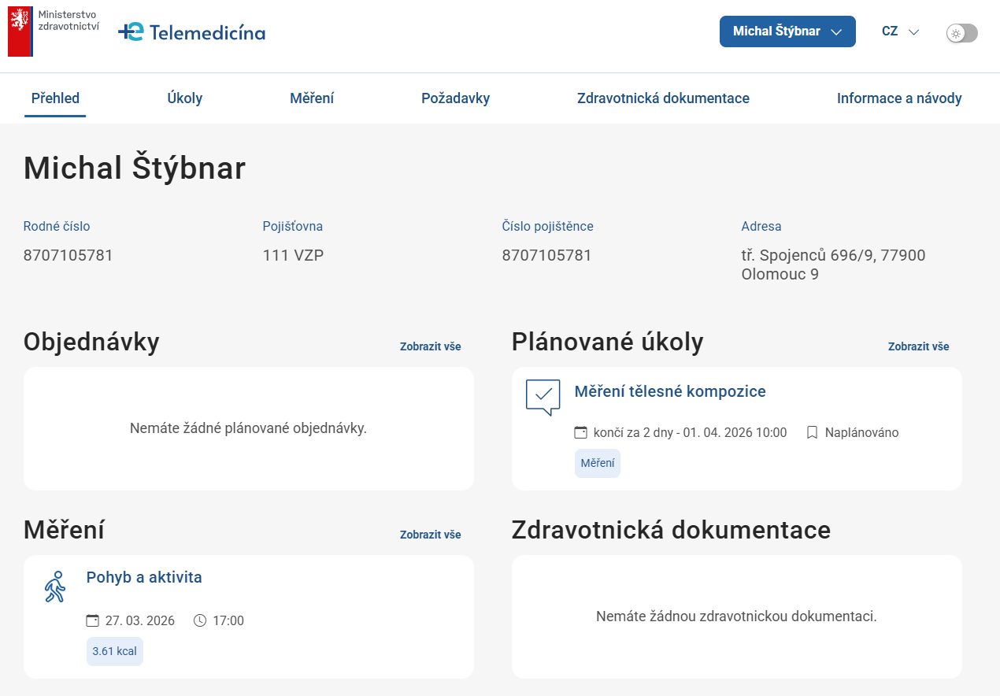 Ministerstvo
zdravotnictví
Telemedicína
Michal Štýbnar
CZ
Přehled
Úkoly
Měření
Požadavky
Zdravotnická dokumentace
Informace a návody
Michal Štýbnar
Rodné číslo
8707105781
Pojišťovna
111 VZP
Číslo pojištěnce
8707105781
Adresa
tř. Spojenců 696/9, 77900
Olomouc 9
Objednávky
Zobrazit vše
Nemáte žádné plánované objednávky.
Plánované úkoly
Zobrazit vše
Měření tělesné kompozice
končí za 2 dny - 01. 04. 2026 10:00
Naplánováno
Měření
Měření
Zobrazit vše
Pohyb a aktivita
27. 03. 2026
17:00
3.61 kcal
Zdravotnická dokumentace
Nemáte žádnou zdravotnickou dokumentaci.